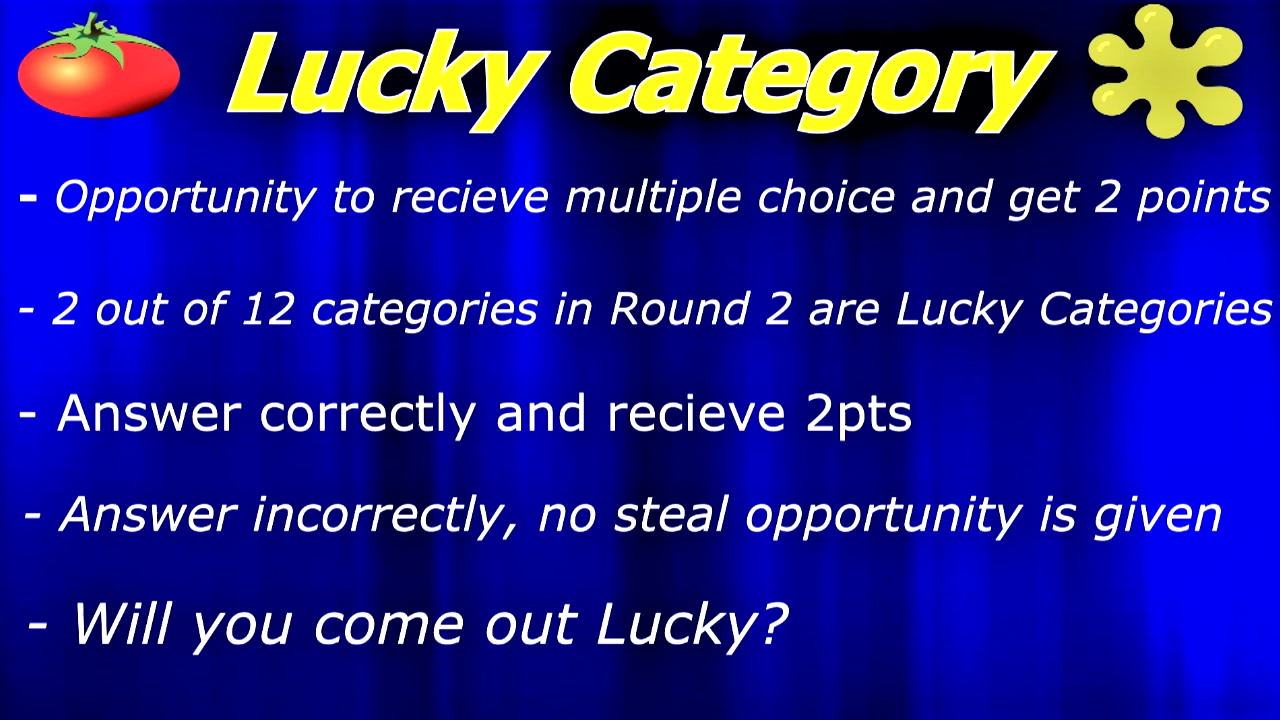 Lucky Category
- Opportunity to recieve multiple choice and get 2 points
- 2 out of 12 categories in Round 2 are Lucky Categories
- Answer correctly and recieve 2pts
- Answer incorrectly, no steal opportunity is given
- Will you come out Lucky?